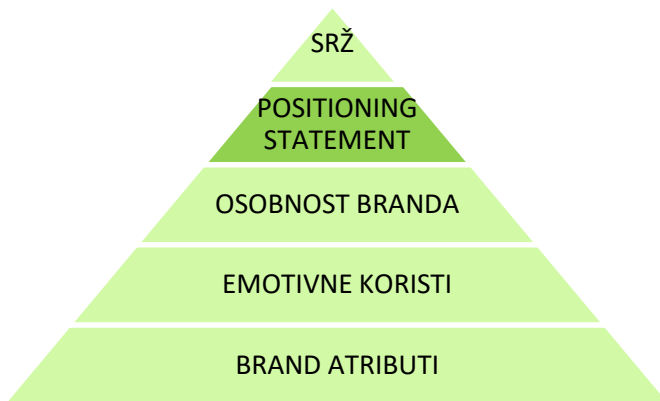 SRŽ
POSITIONING
STATEMENT
OSOBNOST BRANDA
EMOTIVNE KORISTI
BRAND ATRIBUTI